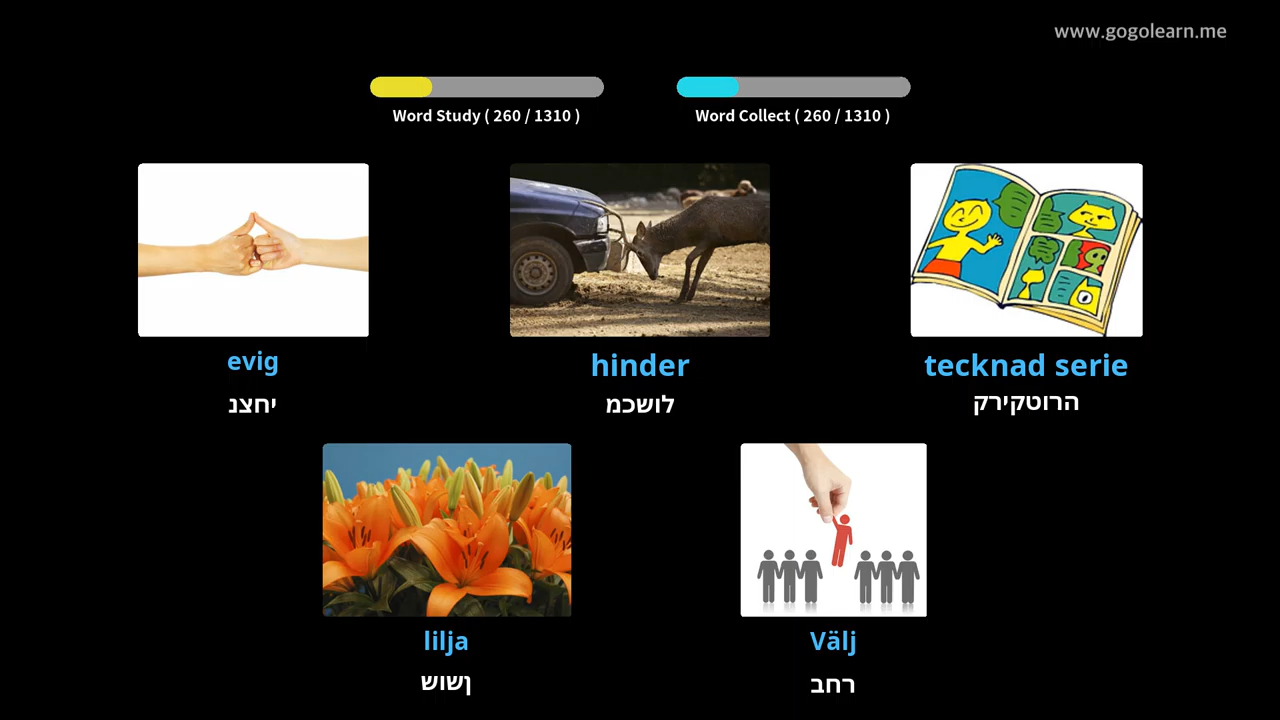 www.gogolearn.me
Word Study ( 260 / 1310 )
Word Collect ( 260 / 1310 )
evig
יחצנ
hinder
לושכמ
tecknad serie
הרוטקירק
lilja
ןשוש
Välj
רחב